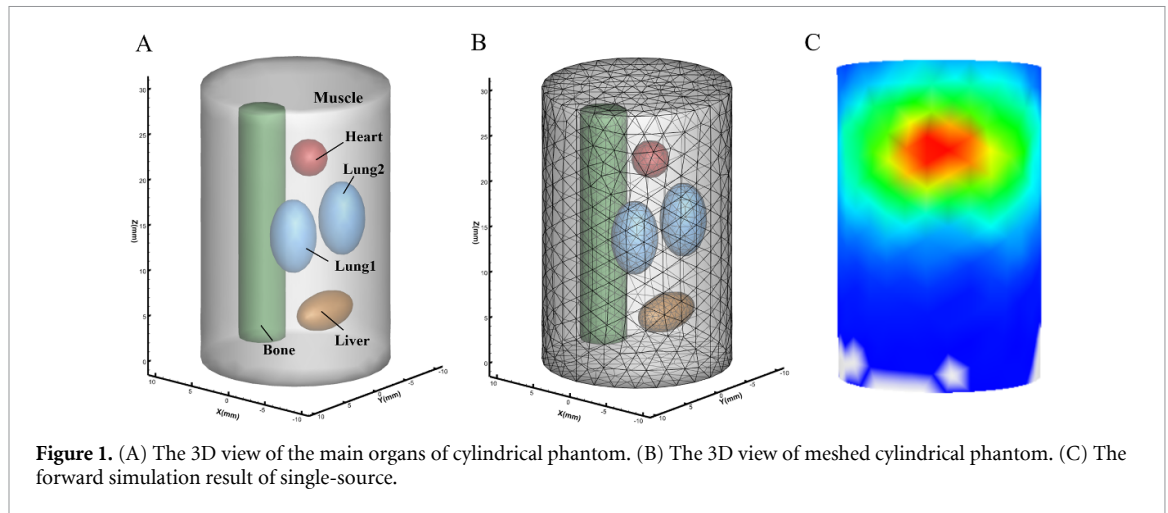 A
B
C
Muscle
Heart
Lung2
Lung1
Liver
Bone
30
25
20
15
10
5
0
Z(mm)
10
5
0
-5
-10
X(mm)
10
5
0
-5
-10
Y(mm)
30
25
20
15
10
5
0
Z(mm)
10
5
0
-5
-10
X(mm)
10
5
0
-5
-10
Y(mm)
Figure 1. (A) The 3D view of the main organs of cylindrical phantom. (B) The 3D view of meshed cylindrical phantom. (C) The
forward simulation result of single-source.